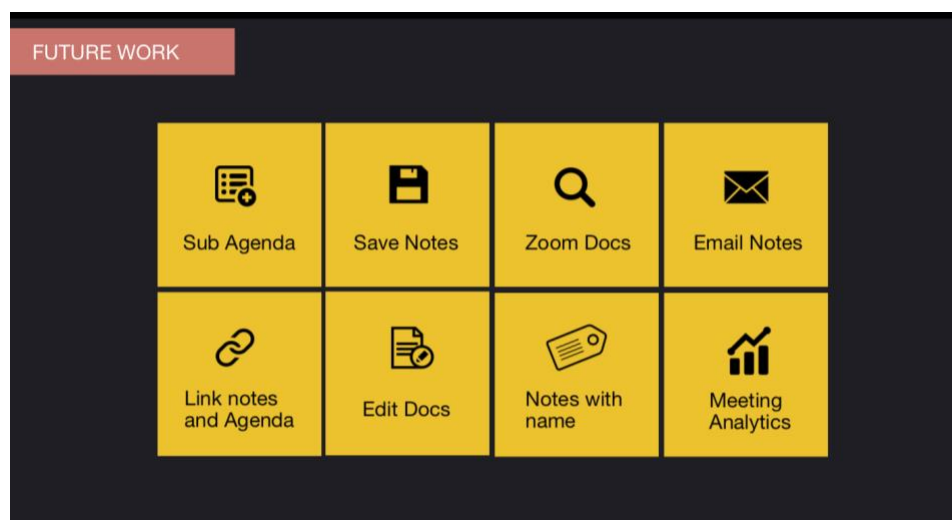 FUTURE WORK
Sub Agenda
Save Notes
Zoom Docs
Email Notes
Link notes
and Agenda
Edit Docs
Notes with
name
Meeting
Analytics